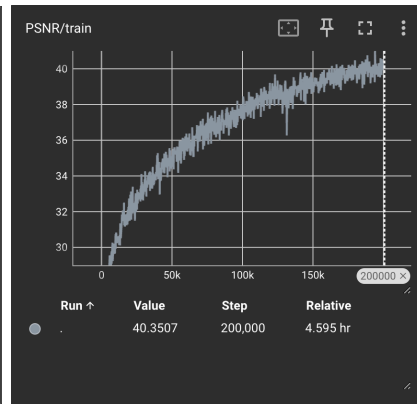 PSNR/train
40
38
36
34
32
30
0 50k 100k 150k 200000 ×
Run ↑ Value Step Relative
. 40.3507 200,000 4.595 hr